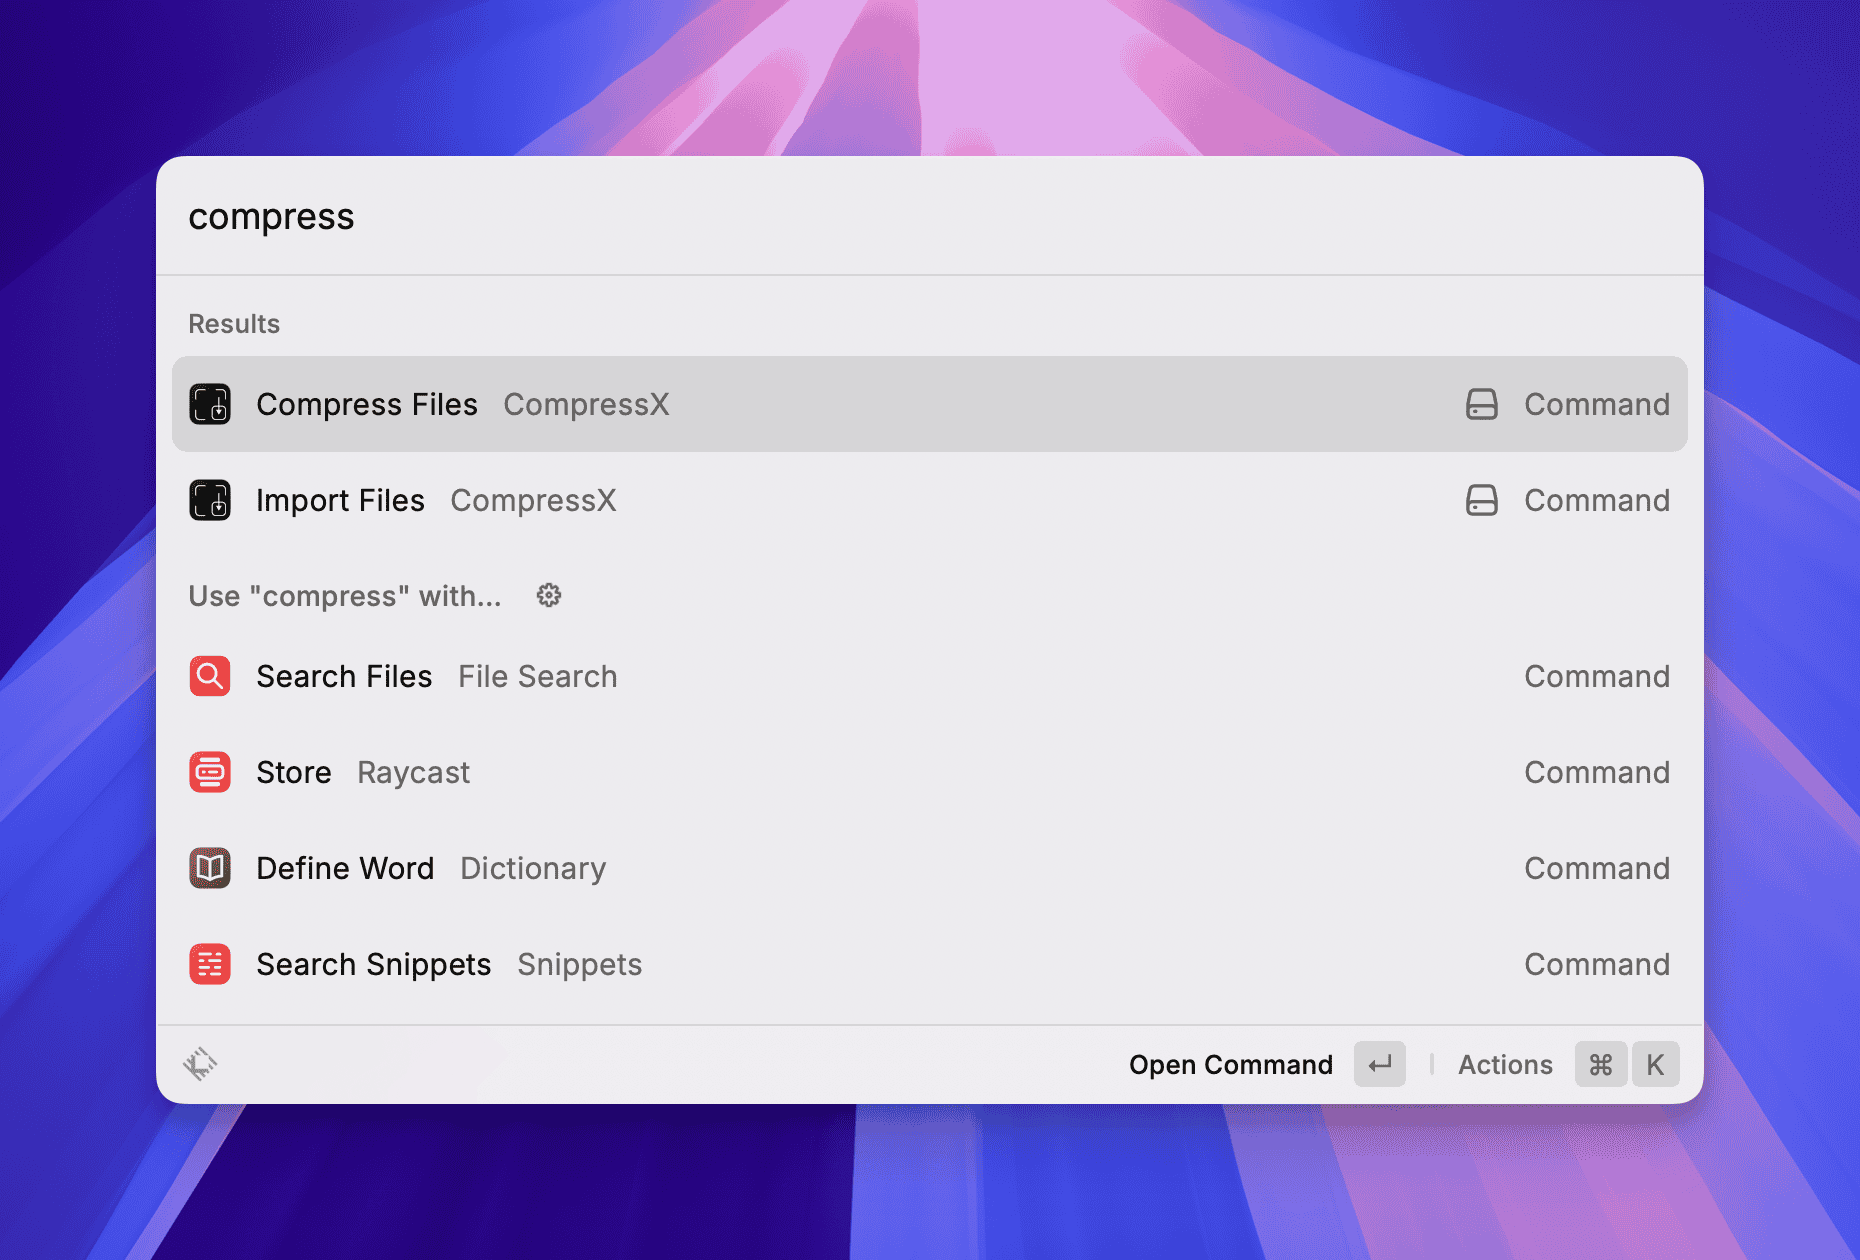 compress
Results
Compress Files CompressX Command
Import Files CompressX Command
Use "compress" with...
Search Files File Search Command
Store Raycast Command
Define Word Dictionary Command
Search Snippets Snippets Command
Open Command ↵ | Actions ⌘ K